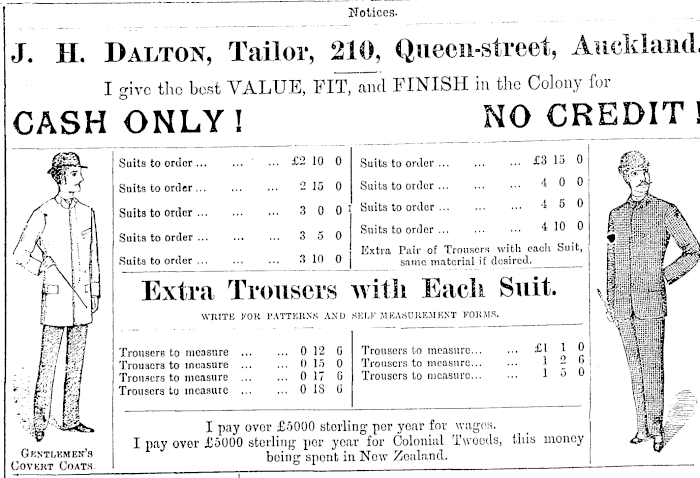 Notices.
J. H. DALTON, Tailor, 210, Queen-street, Auckland.
I give the best VALUE, FIT, and FINISH in the Colony for
CASH ONLY! NO CREDIT!
Suits to order ... ... ... £2 10 0
Suits to order ... ... ... 2 15 0
Suits to order ... ... ... 3 0 0
Suits to order ... ... ... 3 5 0
Suits to order ... ... ... 3 10 0
Suits to order ... ... ... £3 15 0
Suits to order ... ... ... 4 0 0
Suits to order ... ... ... 4 5 0
Suits to order ... ... ... 4 10 0
Extra Pair of Trousers with each Suit,
same material if desired.
Extra Trousers with Each Suit.
WRITE FOR PATTERNS AND SELF MEASUREMENT FORMS.
Trousers to measure ... ... 0 12 6
Trousers to measure ... ... 0 15 0
Trousers to measure ... ... 0 17 6
Trousers to measure ... ... 0 18 6
Trousers to measure... ... £1 1 0
Trousers to measure... ... 1 2 6
Trousers to measure... ... 1 5 0
I pay over £5000 sterling per year for wages.
I pay over £5000 sterling per year for Colonial Tweeds, this money
being spent in New Zealand.
GENTLEMEN'S
COVERT COATS.